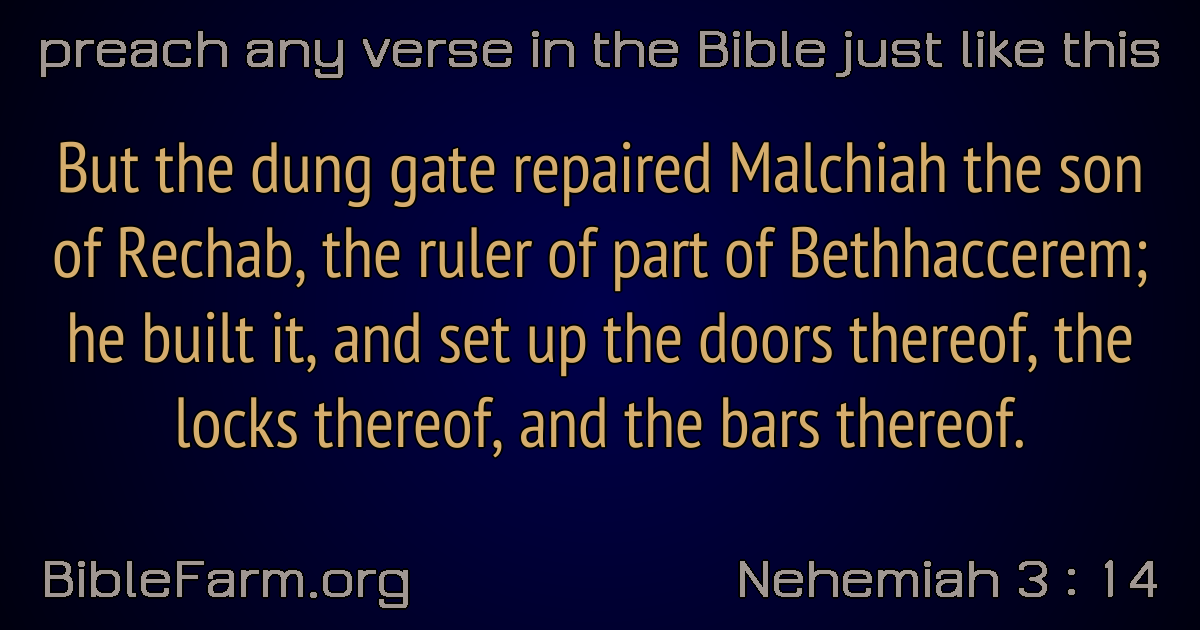 preach any verse in the Bible just like this
But the dung gate repaired Malchiah the son
of Rechab, the ruler of part of Bethhaccerem;
he built it, and set up the doors thereof, the
locks thereof, and the bars thereof.
BibleFarm.org
Nehemiah 3 : 14